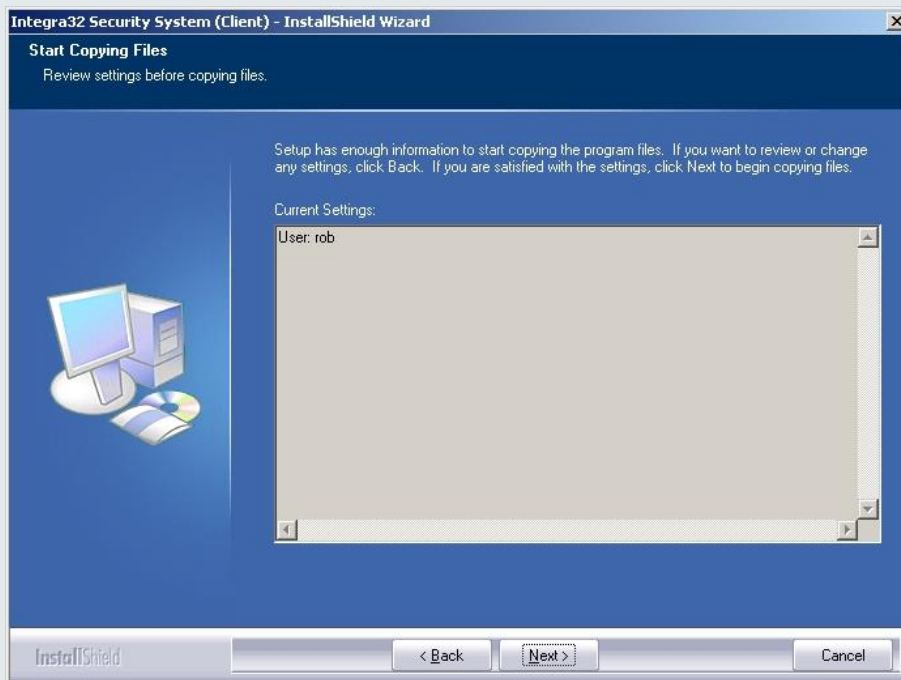 Integra32 Security System (Client) - InstallShield Wizard
Start Copying Files
Review settings before copying files.
Setup has enough information to start copying the program files. If you want to review or change
any settings, click Back. If you are satisfied with the settings, click Next to begin copying files.
Current Settings:
User: rob
InstallShield
< Back
Next >
Cancel